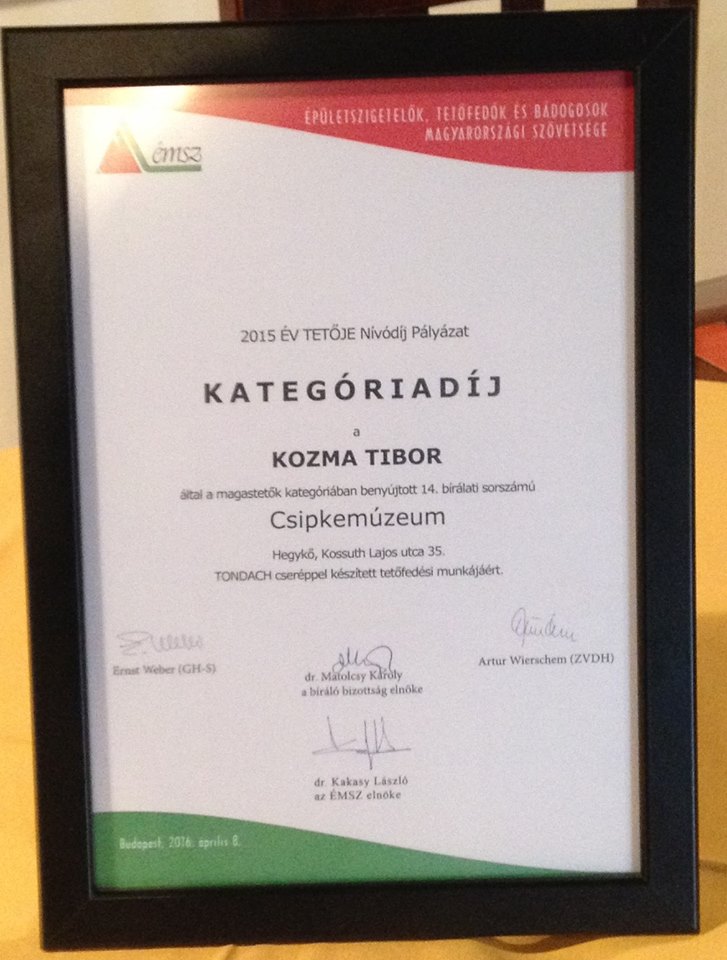 ÉPÜLETSZIGETELŐK, TETŐFEDŐK ÉS BÁDOGOSOK
MAGYARORSZÁGI SZÖVETSÉGE
émsz
2015 ÉV TETŐJE Nívódíj Pályázat
KATEGÓRIADÍJ
a
KOZMA TIBOR
által a magastetők kategóriában benyújtott 14. bírálati sorszámú
Csipkemúzeum
Hegykő, Kossuth Lajos utca 35.
TONDACH cseréppel készített tetőfedési munkájáért.
Ernst Weber (GH-S)
dr. Matolcsy Károly
a bíráló bizottság elnöke
Artur Wierschem (ZVDH)
dr. Kakasy László
az ÉMSZ elnöke
Budapest, 2016. április 8.